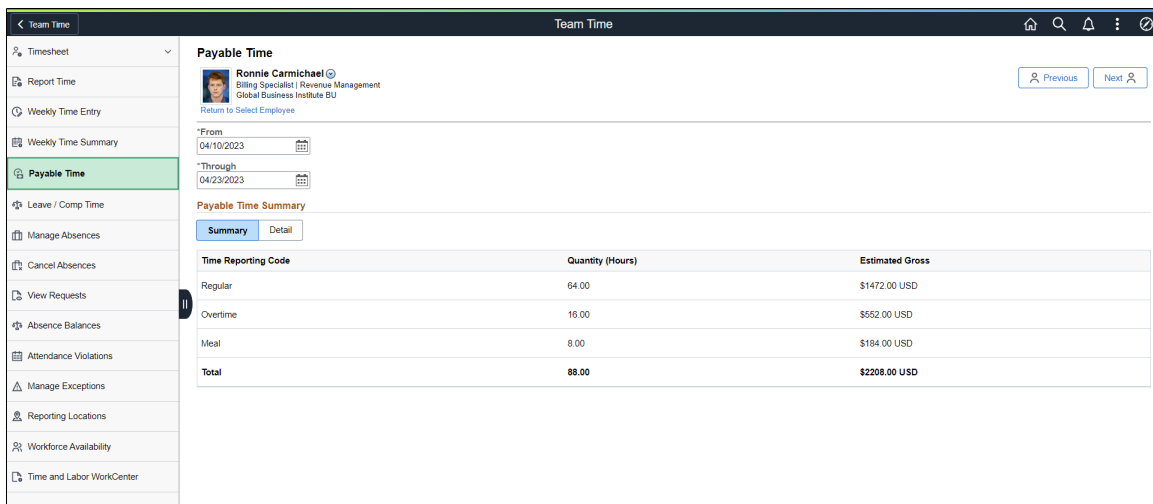 Team Time
Team Time
Timesheet
Report Time
Weekly Time Entry
Weekly Time Summary
Payable Time
Leave / Comp Time
Manage Absences
Cancel Absences
View Requests
Absence Balances
Attendance Violations
Manage Exceptions
Reporting Locations
Workforce Availability
Time and Labor WorkCenter
Payable Time
Ronnie Carmichael
Billing Specialist | Revenue Management
Global Business Institute BU
Return to Select Employee
Previous
Next
*From
04/10/2023
*Through
04/23/2023
Payable Time Summary
Summary Detail
Time Reporting Code Quantity (Hours) Estimated Gross
Regular 64.00 $1472.00 USD
Overtime 16.00 $552.00 USD
Meal 8.00 $184.00 USD
Total 88.00 $2208.00 USD